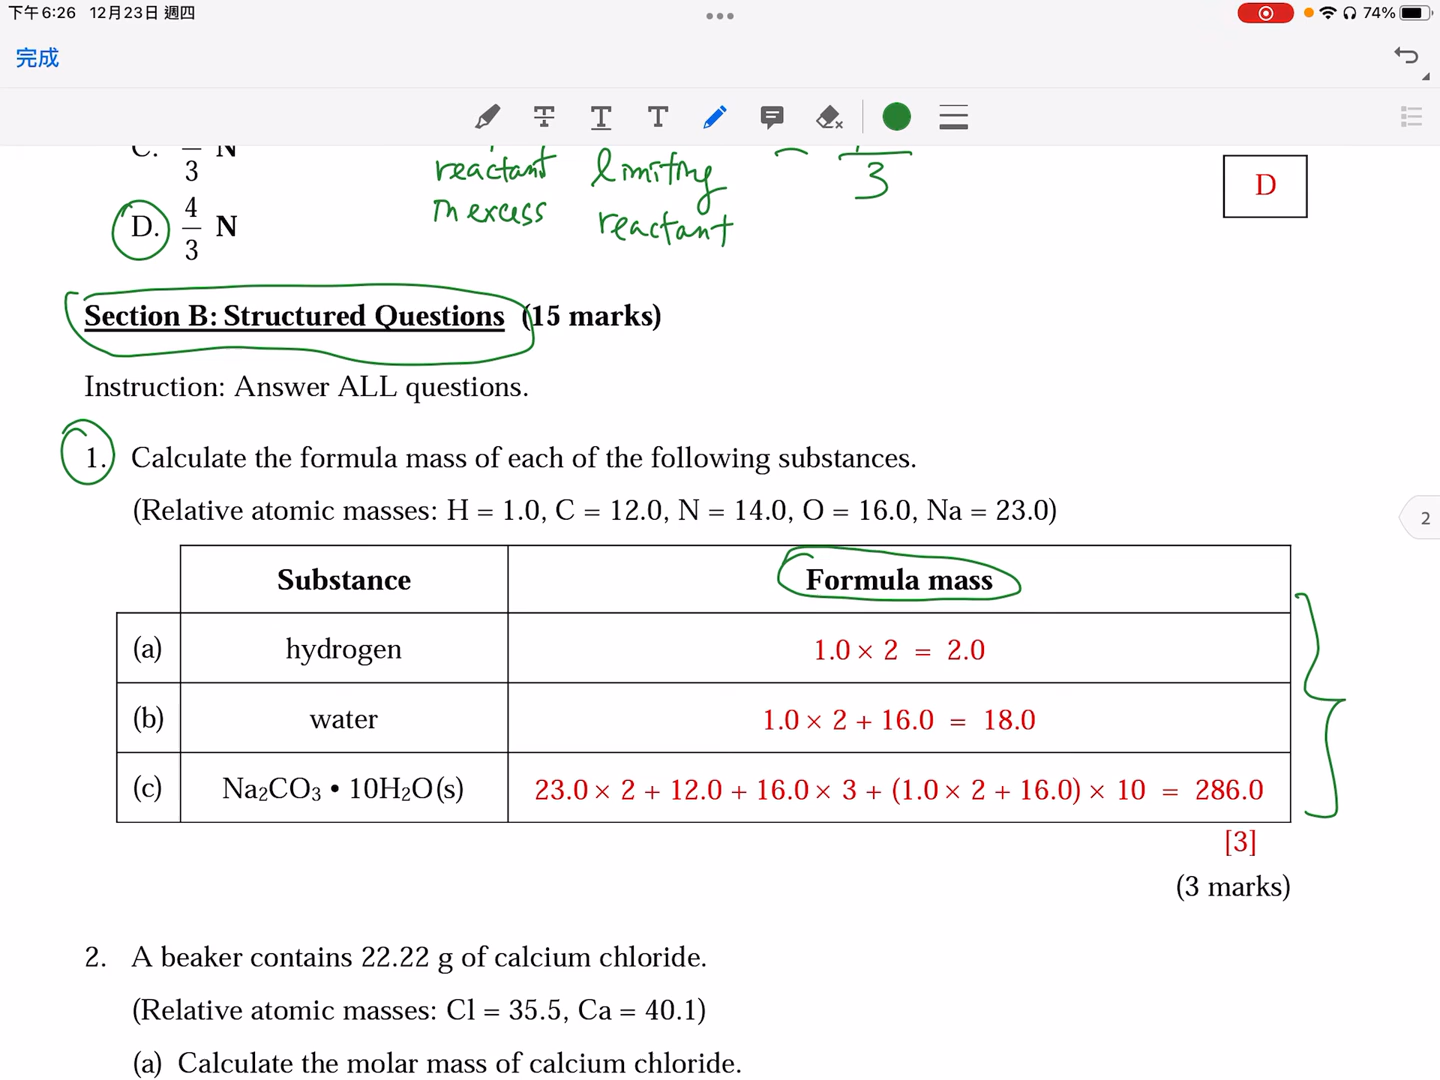 下午6:26 12月23日 週四
74%
完成
C. 3 N
reactant limiting 3
in excess reactant
D. 4/3 N
D
Section B: Structured Questions (15 marks)
Instruction: Answer ALL questions.
1. Calculate the formula mass of each of the following substances.
(Relative atomic masses: H = 1.0, C = 12.0, N = 14.0, O = 16.0, Na = 23.0)
2
Substance Formula mass
(a) hydrogen 1.0 × 2 = 2.0
(b) water 1.0 × 2 + 16.0 = 18.0
(c) Na₂CO₃ • 10H₂O(s) 23.0 × 2 + 12.0 + 16.0 × 3 + (1.0 × 2 + 16.0) × 10 = 286.0
[3]
(3 marks)
2. A beaker contains 22.22 g of calcium chloride.
(Relative atomic masses: Cl = 35.5, Ca = 40.1)
(a) Calculate the molar mass of calcium chloride.